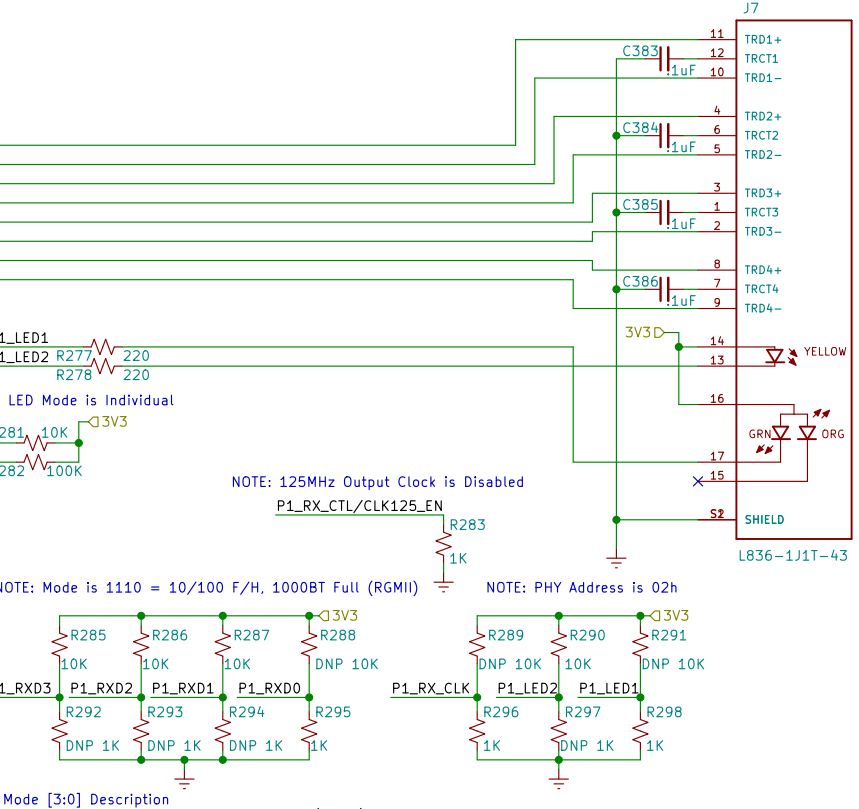 J7
11 TRD1+
C383 12 TRCT1
.1uF 10 TRD1-
4 TRD2+
C384 6 TRCT2
.1uF 5 TRD2-
3 TRD3+
C385 1 TRCT3
.1uF 2 TRD3-
8 TRD4+
C386 7 TRCT4
.1uF 9 TRD4-
3V3
1_LED1 14 YELLOW
R277 220
1_LED2 13
R278 220
16
LED Mode is Individual
3V3
281 10K GRN ORG
17
282 100K
NOTE: 125MHz Output Clock is Disabled 15
P1_RX_CTL/CLK125_EN
SHIELD
R283
1K
L836-1J1T-43
NOTE: Mode is 1110 = 10/100 F/H, 1000BT Full (RGMII) NOTE: PHY Address is 02h
3V3 3V3
R285 R286 R287 R288 R289 R290 R291
10K 10K 10K DNP 10K DNP 10K 10K DNP 10K
1_RXD3 P1_RXD2 P1_RXD1 P1_RXD0 P1_RX_CLK P1_LED2 P1_LED1
R292 R293 R294 R295 R296 R297 R298
DNP 1K DNP 1K DNP 1K 1K 1K DNP 1K 1K
Mode [3:0] Description